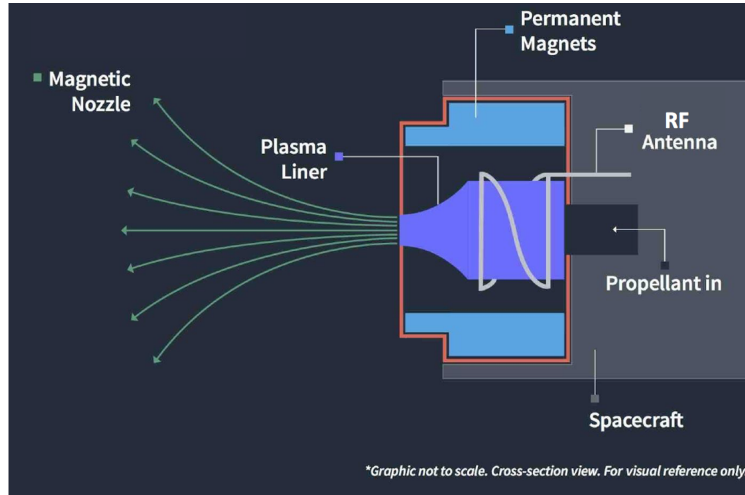 Permanent
Magnets
Magnetic
Nozzle
RF
Antenna
Plasma
Liner
Propellant in
Spacecraft
*Graphic not to scale. Cross-section view. For visual reference only